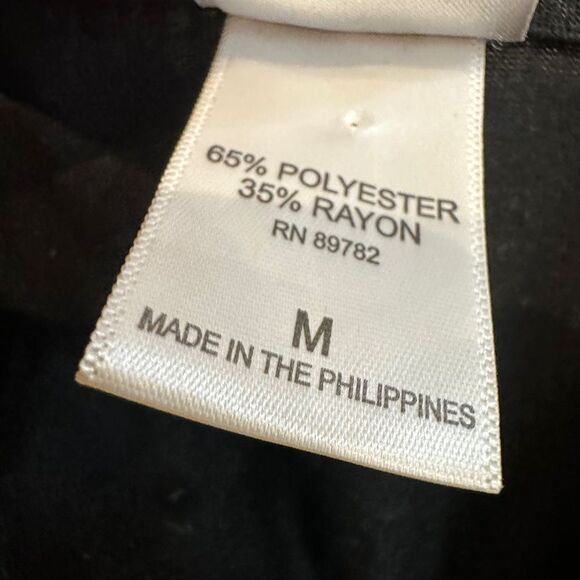 65% POLYESTER
35% RAYON
RN 89782
M
MADE IN THE PHILIPPINES